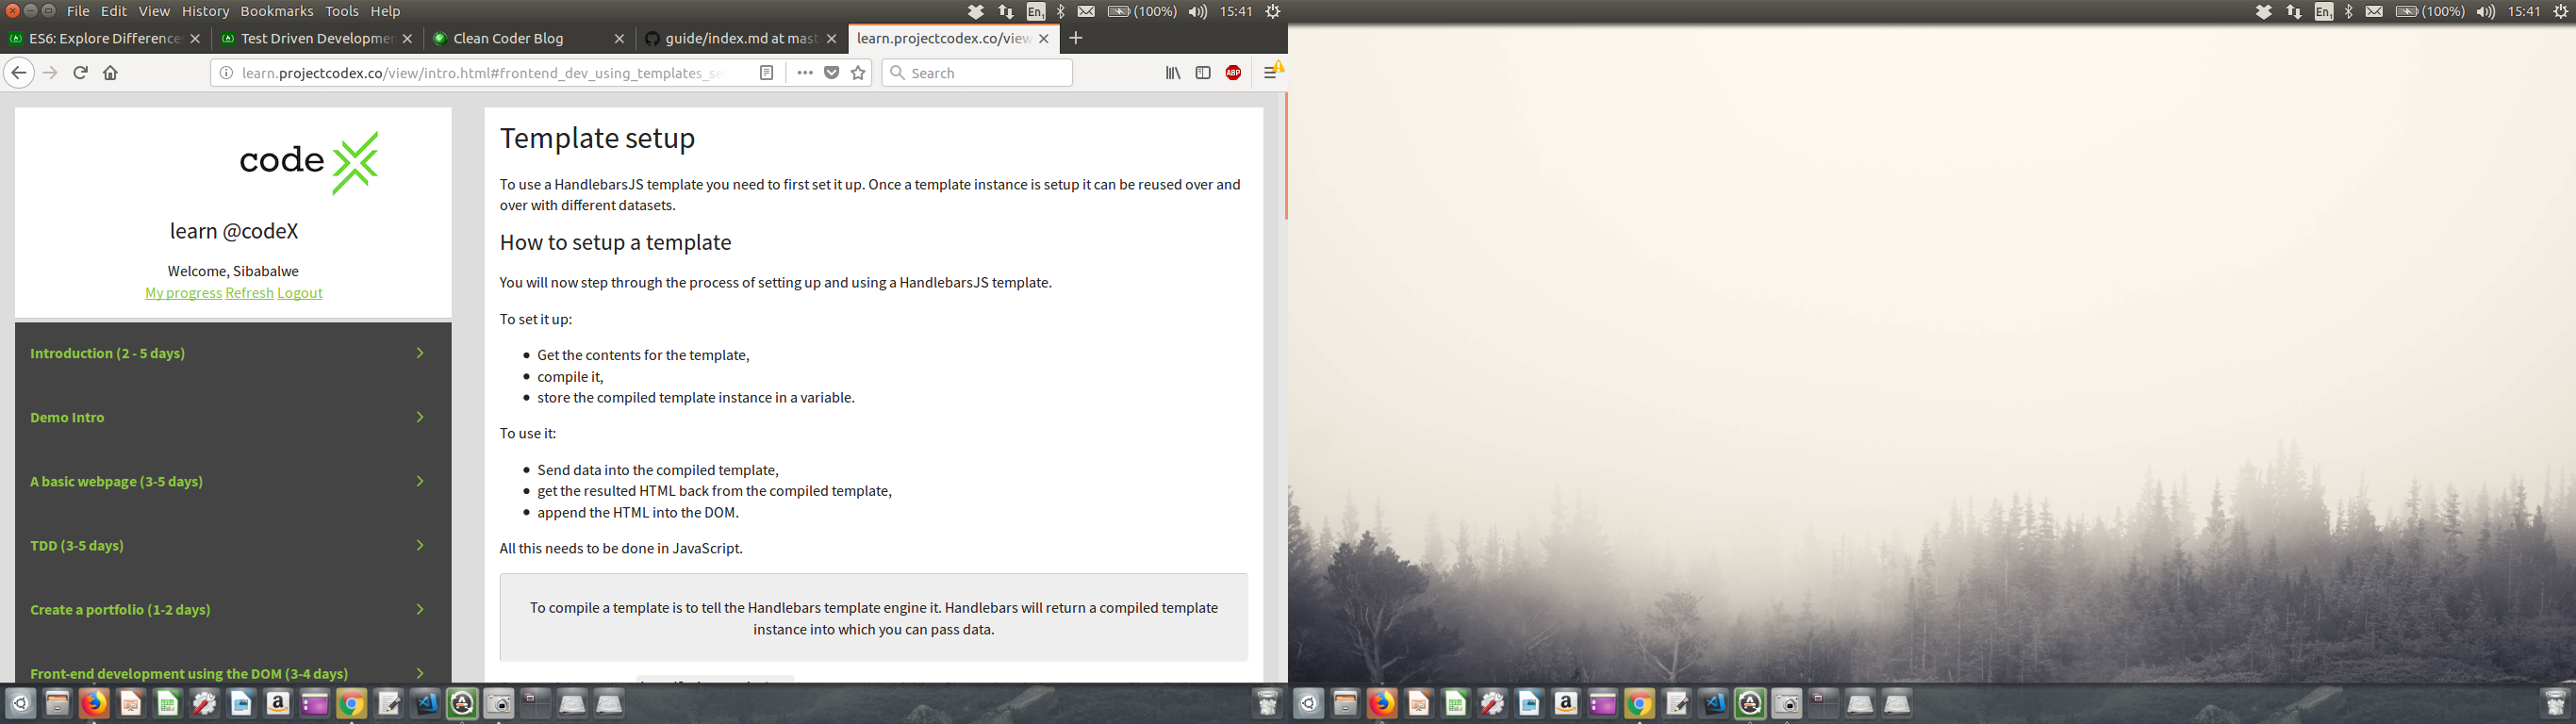 File Edit View History Bookmarks Tools Help
En1 (100%) 15:41
En1 (100%) 15:41
ES6: Explore Difference
Test Driven Developmen
Clean Coder Blog
guide/index.md at mast
learn.projectcodex.co/view
learn.projectcodex.co/view/intro.html#frontend_dev_using_templates_se
Search
ABP
code
learn @codeX
Welcome, Sibabalwe
My progress Refresh Logout
Introduction (2 - 5 days)
Demo Intro
A basic webpage (3-5 days)
TDD (3-5 days)
Create a portfolio (1-2 days)
Front-end development using the DOM (3-4 days)
Template setup
To use a HandlebarsJS template you need to first set it up. Once a template instance is setup it can be reused over and
over with different datasets.
How to setup a template
You will now step through the process of setting up and using a HandlebarsJS template.
To set it up:
Get the contents for the template,
compile it,
store the compiled template instance in a variable.
To use it:
Send data into the compiled template,
get the resulted HTML back from the compiled template,
append the HTML into the DOM.
All this needs to be done in JavaScript.
To compile a template is to tell the Handlebars template engine it. Handlebars will return a compiled template
instance into which you can pass data.